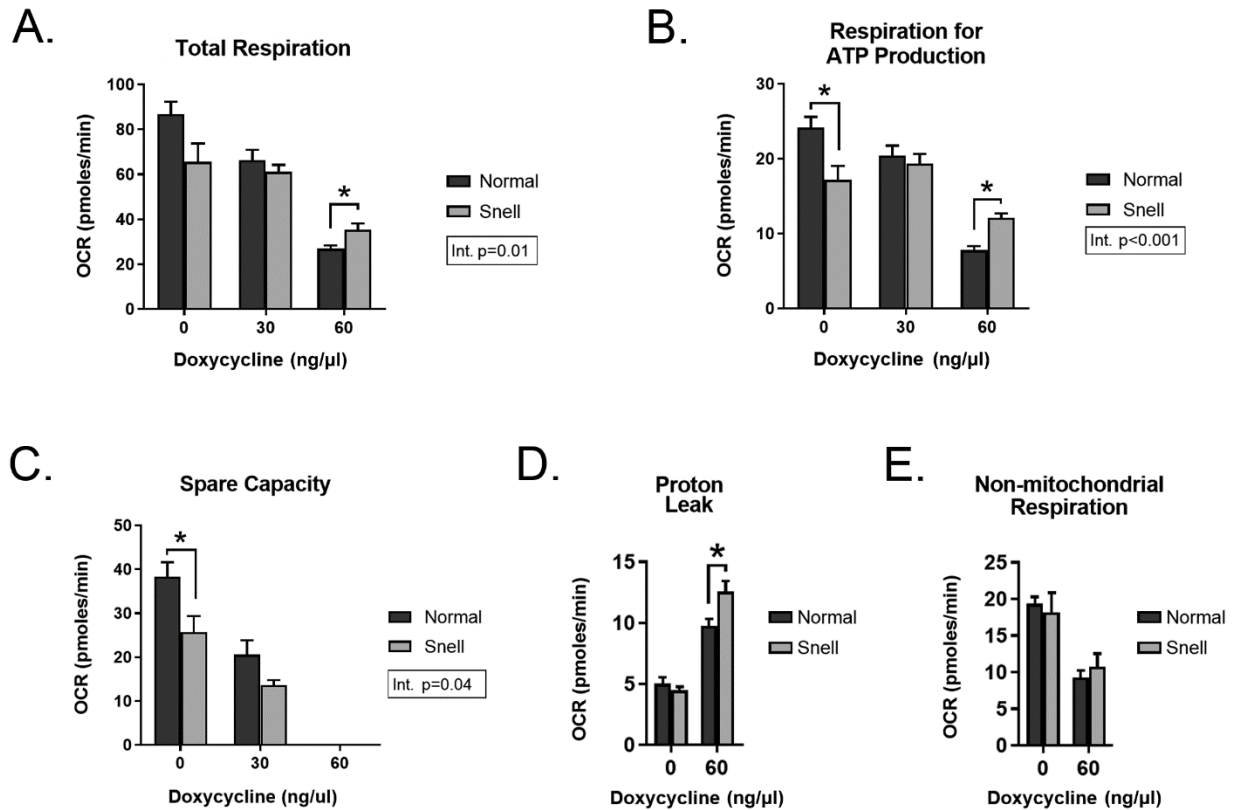 A.
Total Respiration
OCR (pmoles/min)
100
80
60
40
20
0
*
0 30 60
Doxycycline (ng/µl)
Normal
Snell
Int. p=0.01
B.
Respiration for
ATP Production
OCR (pmoles/min)
30
20
10
0
*
*
0 30 60
Doxycycline (ng/µl)
Normal
Snell
Int. p<0.001
C.
Spare Capacity
OCR (pmoles/min)
50
40
30
20
10
0
*
0 30 60
Doxycycline (ng/ul)
Normal
Snell
Int. p=0.04
D.
Proton
Leak
OCR (pmoles/min)
15
10
5
0
*
0 60
Doxycycline (ng/µl)
Normal
Snell
E.
Non-mitochondrial
Respiration
OCR (pmoles/min)
25
20
15
10
5
0
0 60
Doxycycline (ng/µl)
Normal
Snell